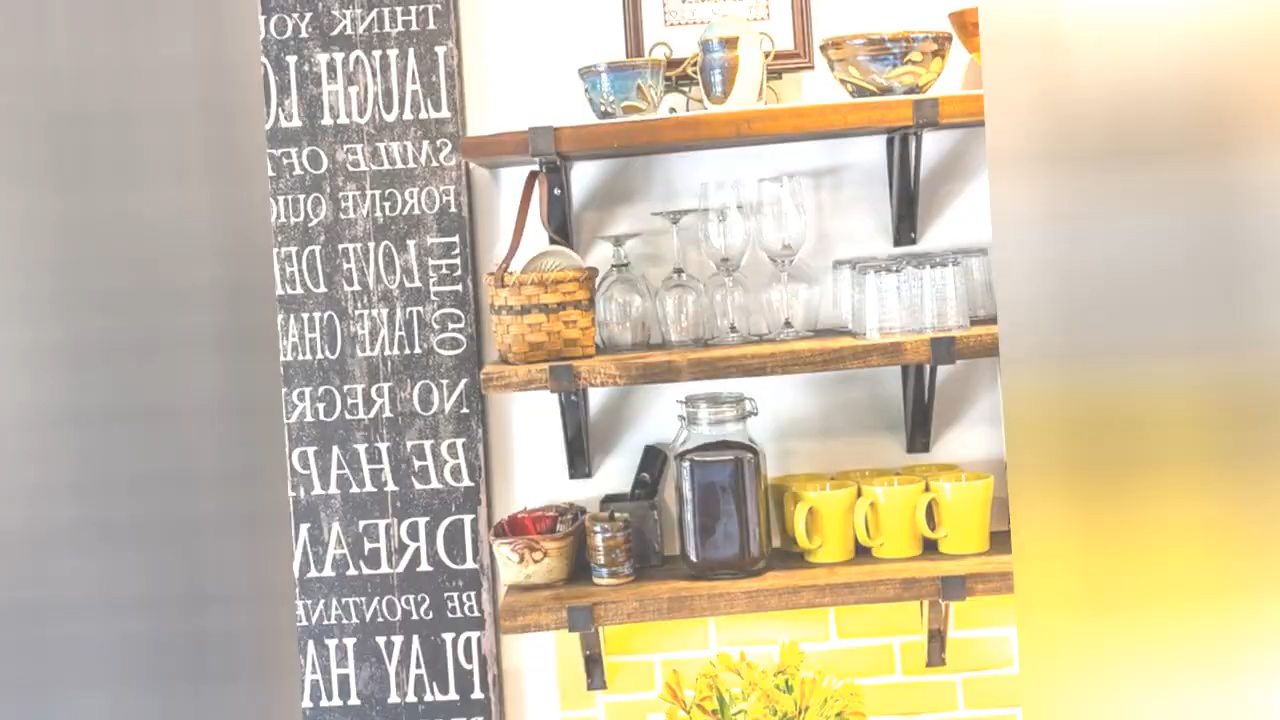 THINK YOU
LAUGH LO
SMILE OFT
FORGIVE QUI
LET GO
LOVE DE
TAKE CHA
NO REGR
BE HAP
DREAM
BE SPONTANE
PLAY HA